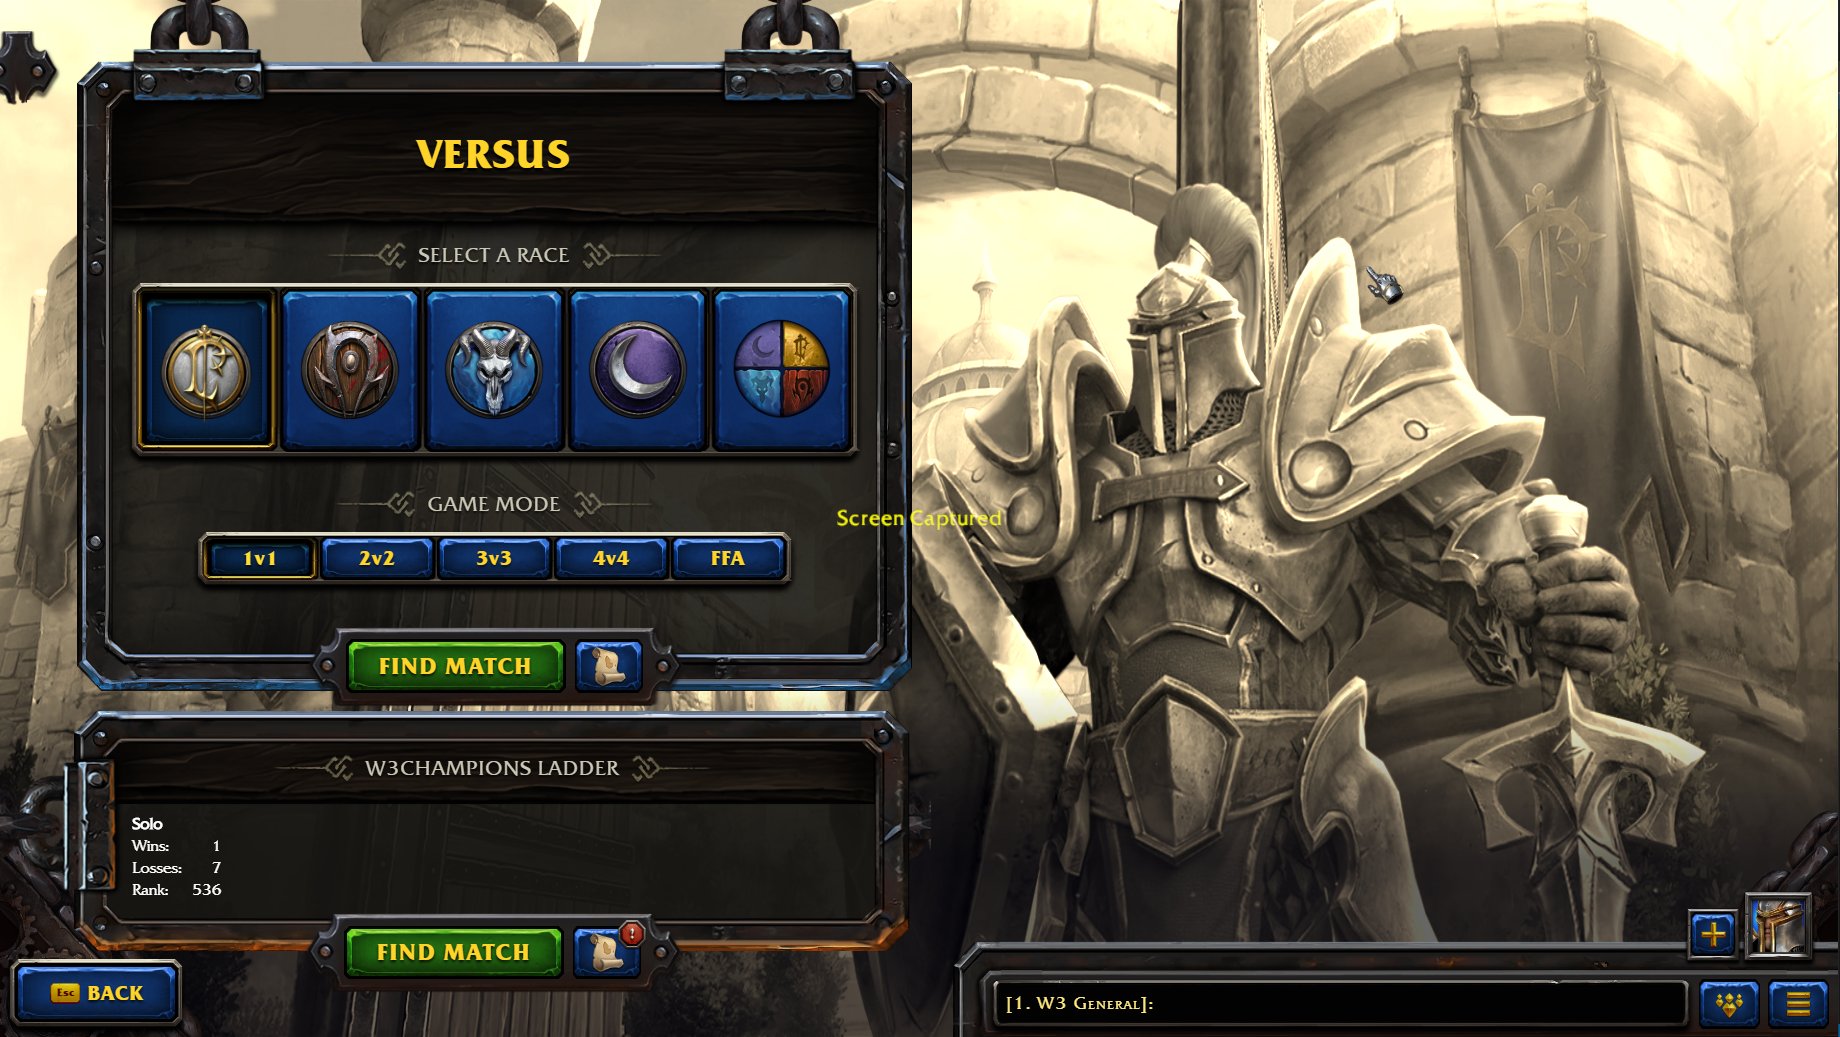 VERSUS
SELECT A RACE
GAME MODE
1v1 2v2 3v3 4v4 FFA
Screen Captured
FIND MATCH
W3CHAMPIONS LADDER
Solo
Wins: 1
Losses: 7
Rank: 536
FIND MATCH
!
Esc BACK
[1. W3 General]: